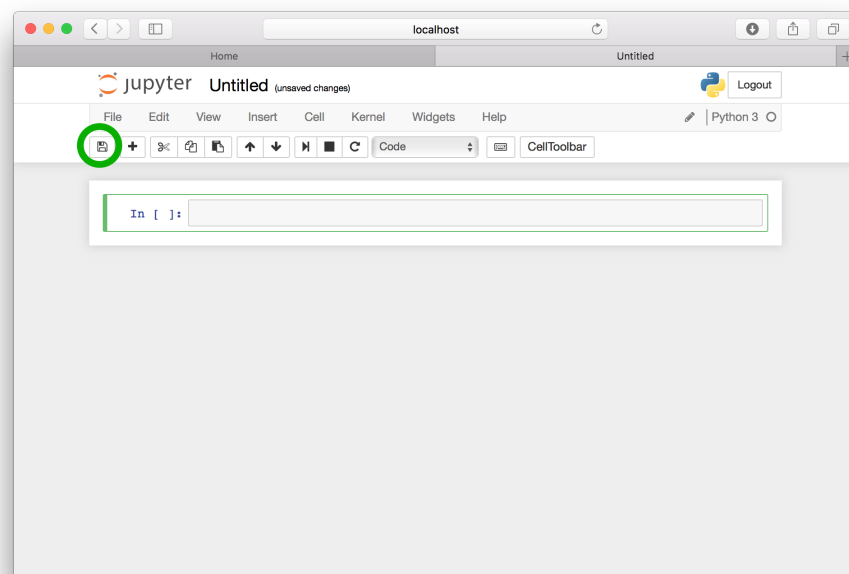 localhost
Home
Untitled
+
jupyter Untitled (unsaved changes)
Logout
File Edit View Insert Cell Kernel Widgets Help
Python 3
Code
CellToolbar
In [ ]: